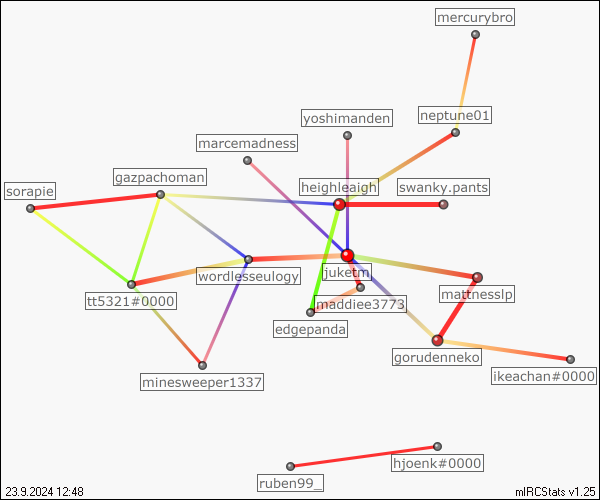 mercurybro
neptune01
yoshimanden
marcemadness
gazpachoman
heighleaigh
swanky.pants
sorapie
wordlesseulogy
juketm
mattnesslp
tt5321#0000
maddiee3773
edgepanda
gorudenneko
minesweeper1337
ikeachan#0000
hjoenk#0000
ruben99_
23.9.2024 12:48
mIRCStats v1.25